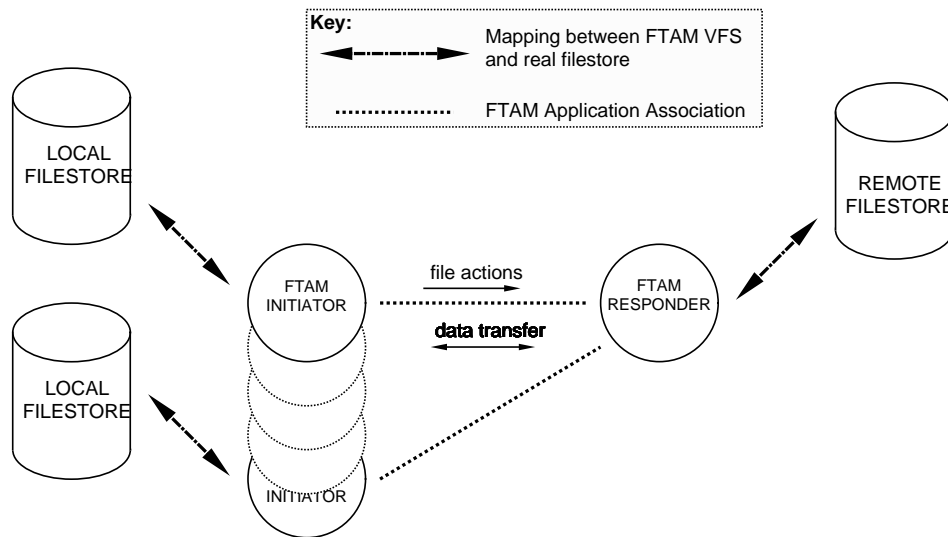 Key:
Mapping between FTAM VFS
and real filestore
FTAM Application Association
LOCAL
FILESTORE
REMOTE
FILESTORE
FTAM
INITIATOR
file actions
FTAM
RESPONDER
data transfer
LOCAL
FILESTORE
INITIATOR